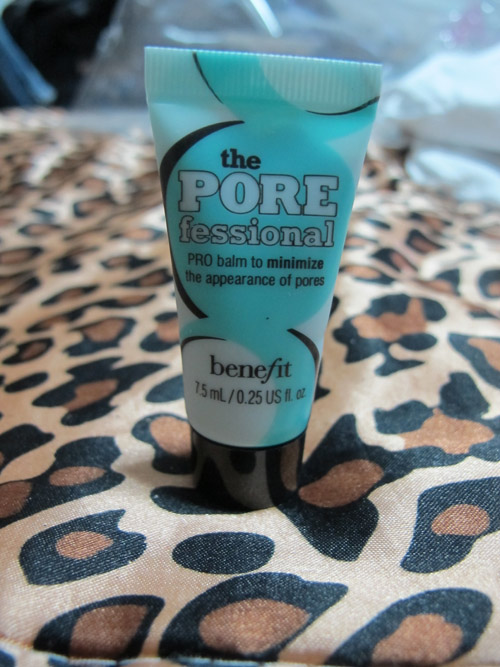 the
PORE
fessional
PRO balm to minimize
the appearance of pores
benefit
7.5 mL/0.25 US fl. oz.